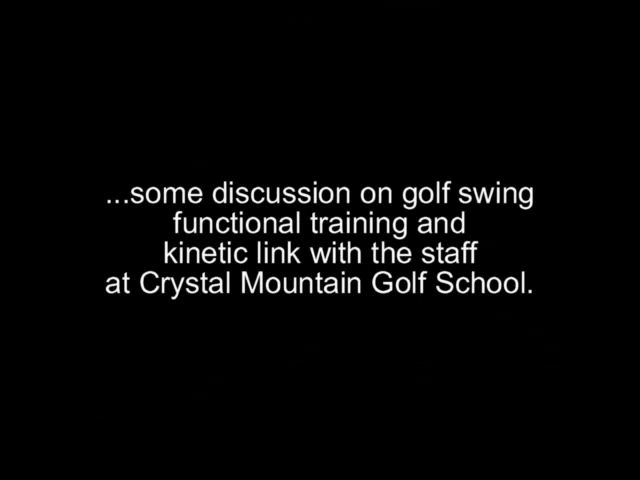 ...some discussion on golf swing
functional training and
kinetic link with the staff
at Crystal Mountain Golf School.